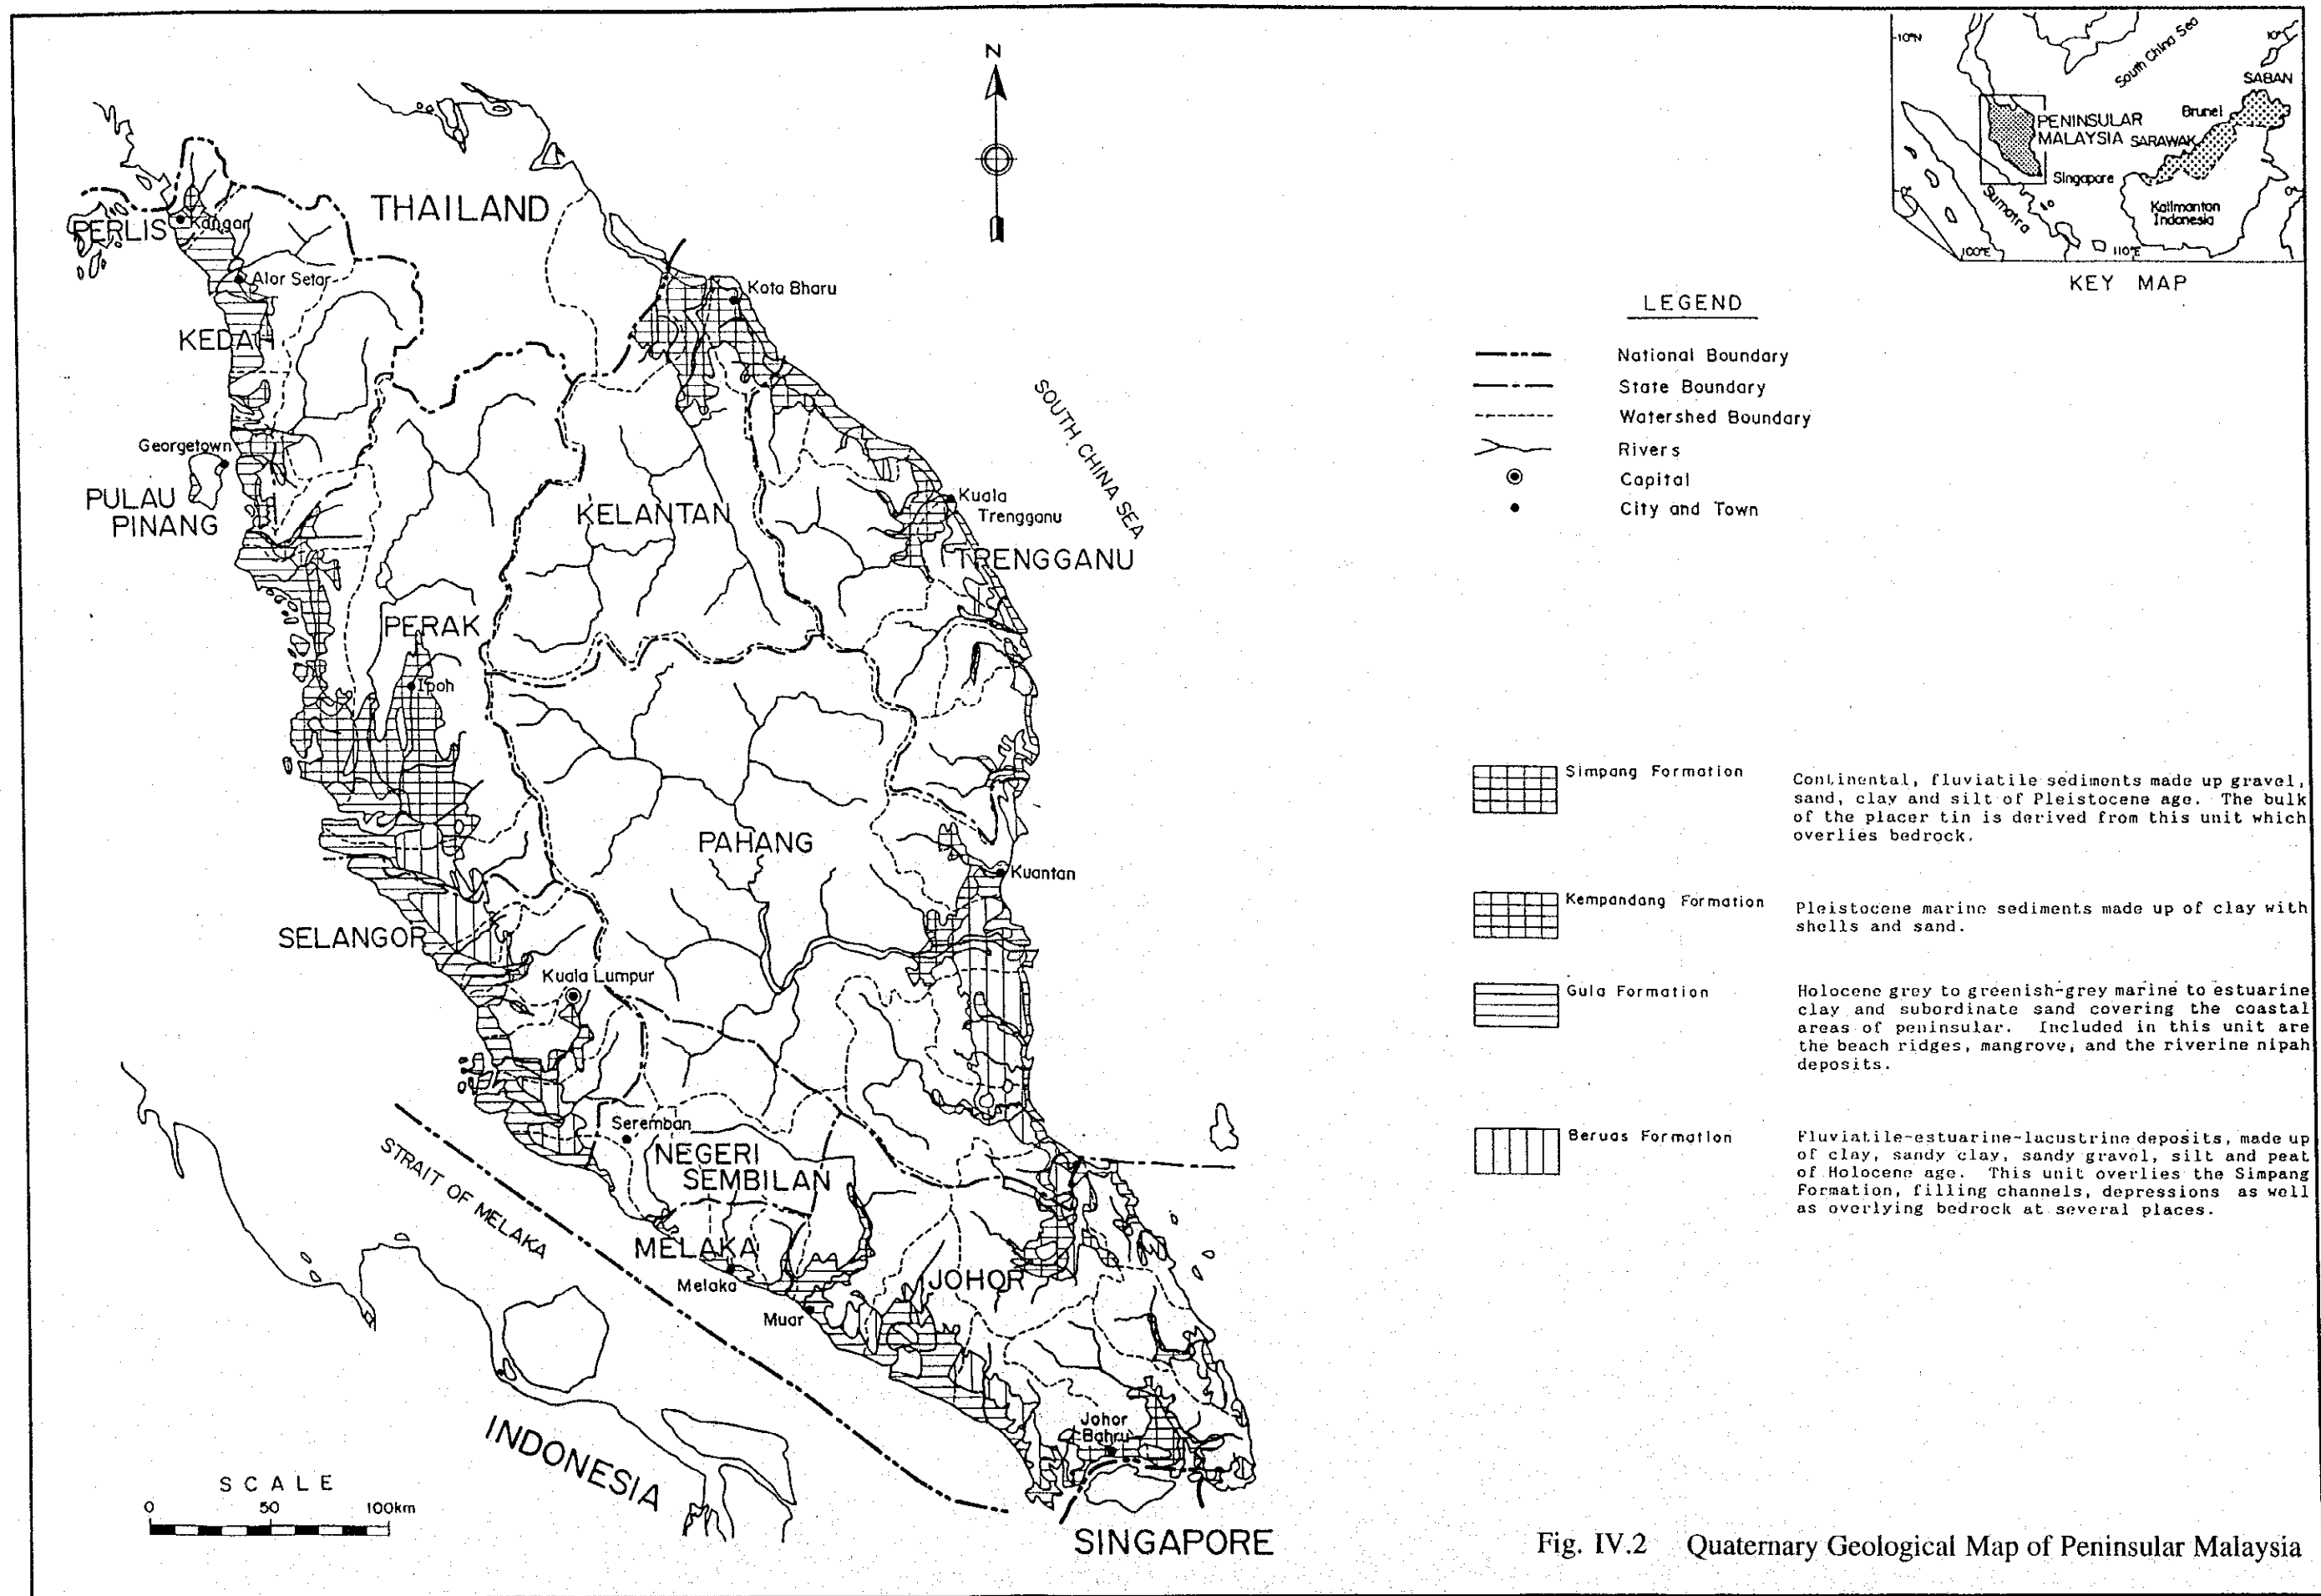 N
10°N
South China Sea
10°
SABAN
Brunei
PENINSULAR
MALAYSIA
SARAWAK
Singapore
0°
0°
Sumatra
Kalimantan
Indonesia
100°E
110°E
KEY MAP
THAILAND
PERLIS
Kangar
Alor Setar
Kota Bharu
KEDAH
Georgetown
PULAU
PINANG
KELANTAN
SOUTH CHINA SEA
Kuala
Trengganu
TRENGGANU
PERAK
Ipoh
PAHANG
Kuantan
SELANGOR
Kuala Lumpur
Seremban
NEGERI
SEMBILAN
STRAIT OF MELAKA
MELAKA
Melaka
Muar
JOHOR
Johor
Bahru
INDONESIA
SINGAPORE
SCALE
0 50 100km
LEGEND
National Boundary
State Boundary
Watershed Boundary
Rivers
Capital
City and Town
Simpang Formation
Continental, fluviatile sediments made up gravel,
sand, clay and silt of Pleistocene age. The bulk
of the placer tin is derived from this unit which
overlies bedrock.
Kempandang Formation
Pleistocene marine sediments made up of clay with
shells and sand.
Gula Formation
Holocene grey to greenish-grey marine to estuarine
clay and subordinate sand covering the coastal
areas of peninsular. Included in this unit are
the beach ridges, mangrove, and the riverine nipah
deposits.
Beruas Formation
Fluviatile-estuarine-lacustrine deposits, made up
of clay, sandy clay, sandy gravel, silt and peat
of Holocene age. This unit overlies the Simpang
Formation, filling channels, depressions as well
as overlying bedrock at several places.
Fig. IV.2 Quaternary Geological Map of Peninsular Malaysia